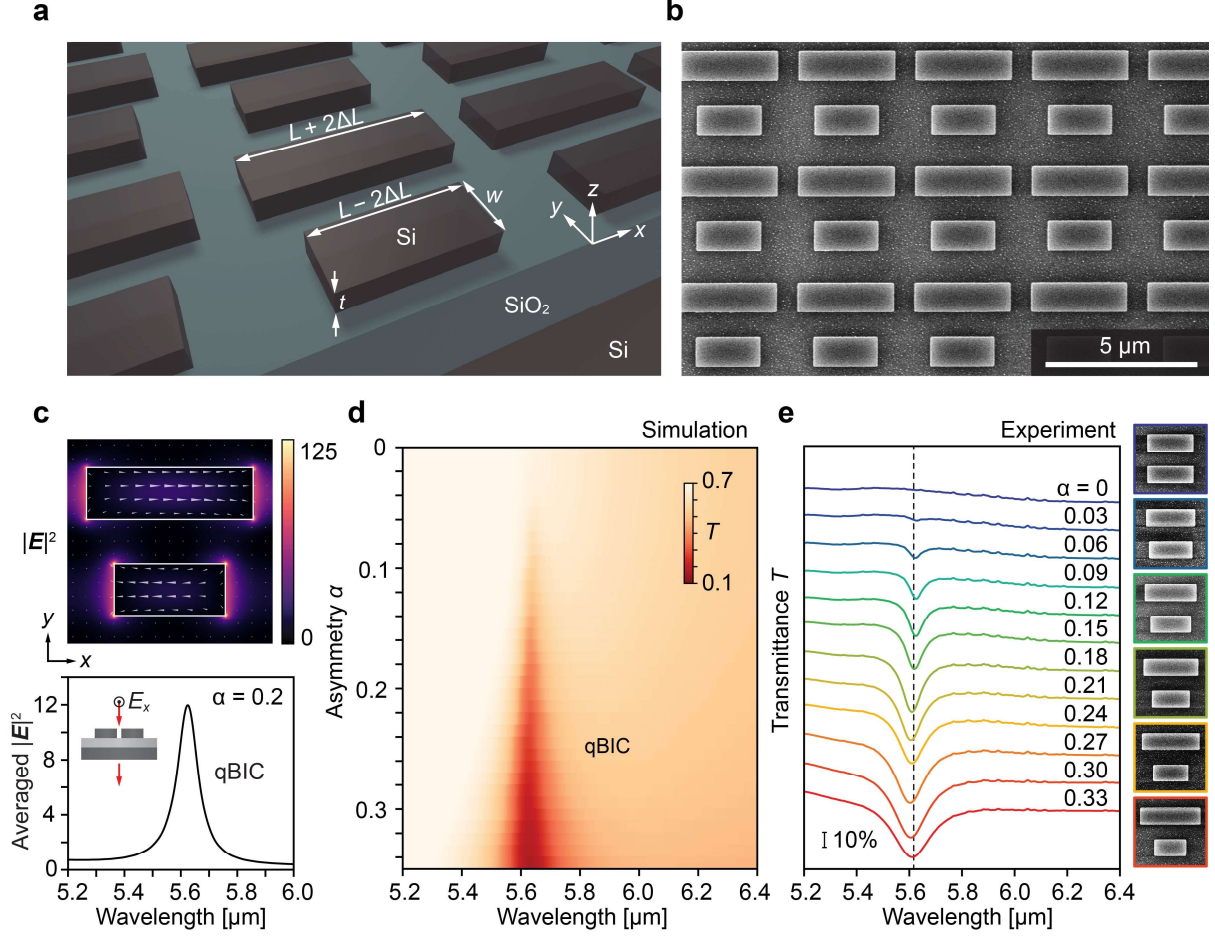 a
L + 2ΔL
L − 2ΔL
w
Si
t
z
y
x
SiO₂
Si
b
5 µm
c
125
|E|²
0
y
x
12
8
4
0
Averaged |E|²
α = 0.2
Eₓ
qBIC
5.2 5.4 5.6 5.8 6.0
Wavelength [µm]
d
Simulation
0
0.1
0.2
0.3
Asymmetry α
0.7
T
0.1
qBIC
5.2 5.4 5.6 5.8 6.0 6.2 6.4
Wavelength [µm]
e
Experiment
Transmittance T
α = 0
0.03
0.06
0.09
0.12
0.15
0.18
0.21
0.24
0.27
0.30
0.33
10%
5.2 5.4 5.6 5.8 6.0 6.2 6.4
Wavelength [µm]